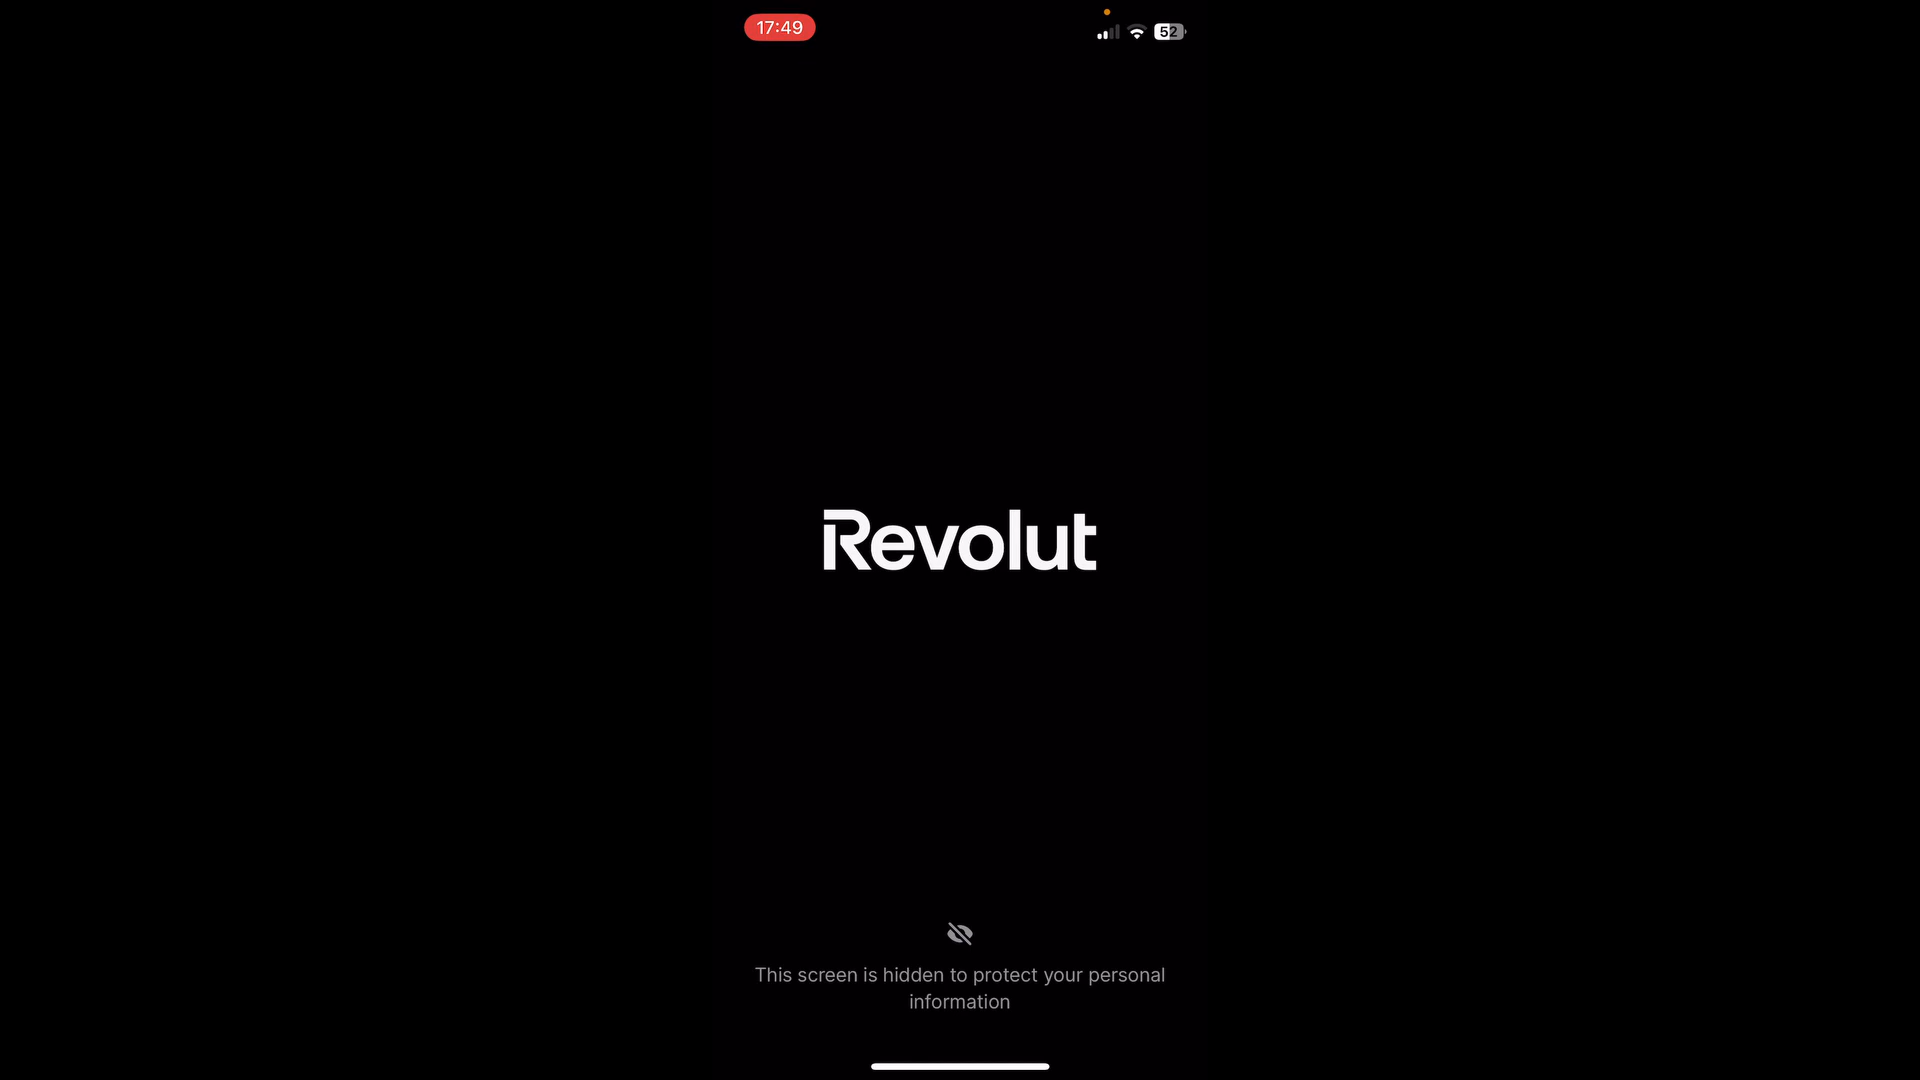 17:49
52
Revolut
This screen is hidden to protect your personal
information